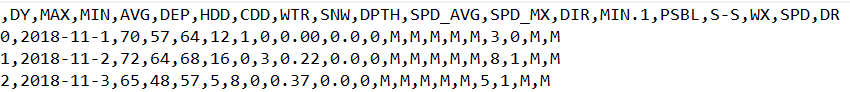 ,DY,MAX,MIN,AVG,DEP,HDD,CDD,WTR,SNW,DPTH,SPD_AVG,SPD_MX,DIR,MIN.1,PSBL,S-S,WX,SPD,DR
0,2018-11-1,70,57,64,12,1,0,0.00,0.0,0,M,M,M,M,M,3,0,M,M
1,2018-11-2,72,64,68,16,0,3,0.22,0.0,0,M,M,M,M,M,8,1,M,M
2,2018-11-3,65,48,57,5,8,0,0.37,0.0,0,M,M,M,M,M,5,1,M,M